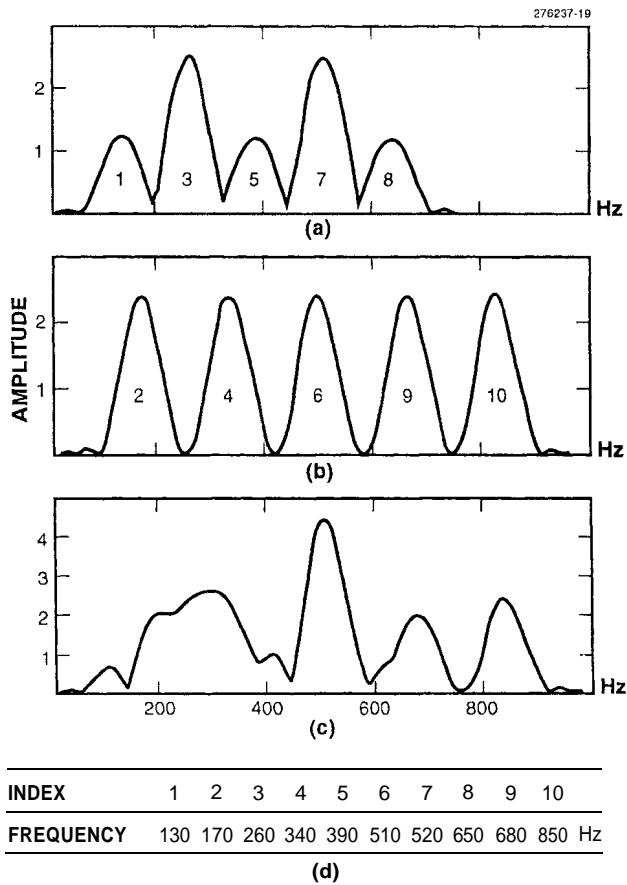 276237-19
2
1
1 3 5 7 8
Hz
(a)
AMPLITUDE
2
1
2 4 6 9 10
Hz
(b)
4
3
2
1
Hz
200 400 600 800
(c)
INDEX 1 2 3 4 5 6 7 8 9 10
FREQUENCY 130 170 260 340 390 510 520 650 680 850 Hz
(d)